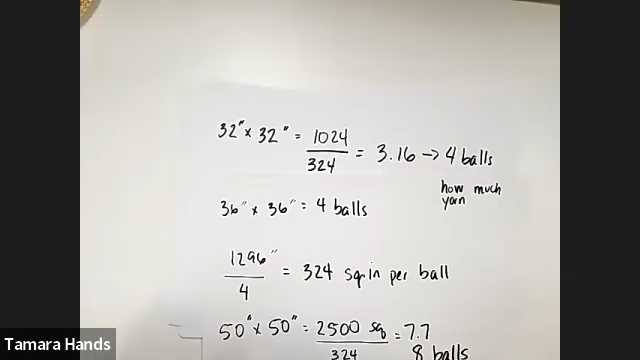 32" x 32" = 1024
324
= 3.16 → 4 balls
how much
yarn
36" x 36" = 4 balls
1296"
4
= 324 sq in per ball
50" x 50" = 2500 sq
324
= 7.7
8 balls
Tamara Hands